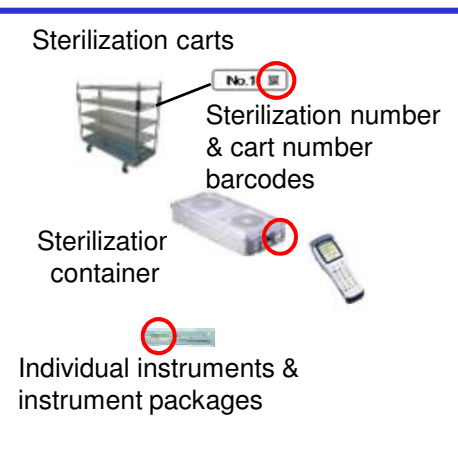 Sterilization carts
No.1
Sterilization number
& cart number
barcodes
Sterilizatior
container
Individual instruments &
instrument packages